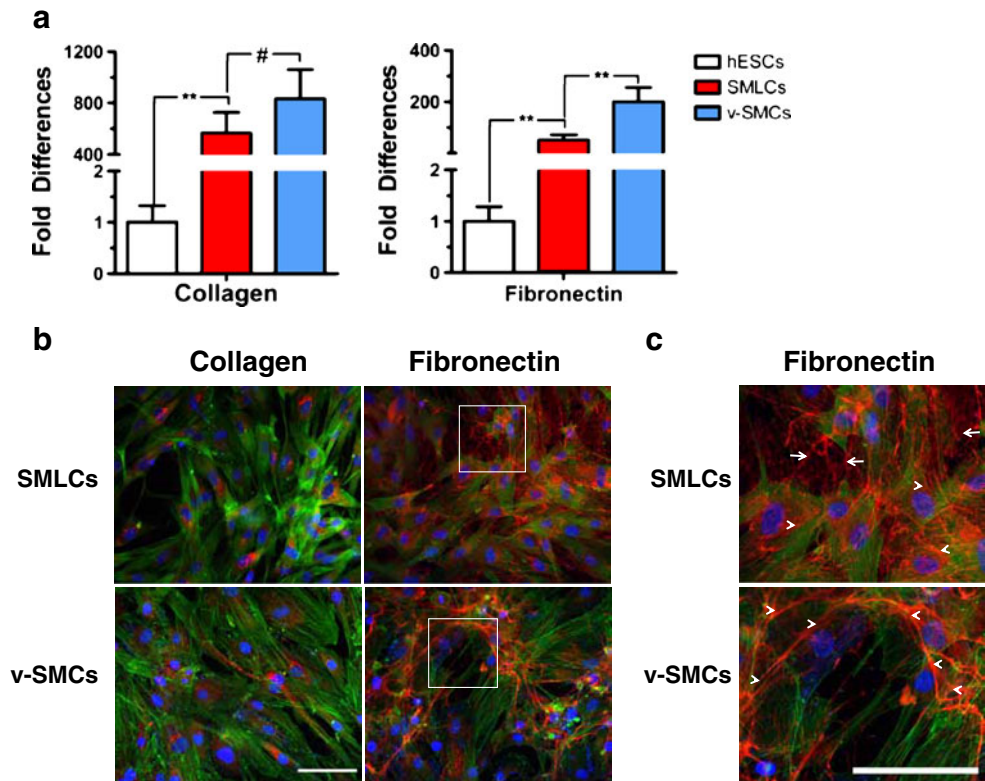 a
Fold Differences
1200
800
400
2
1
0
**
#
Collagen
Fold Differences
400
200
2
1
0
**
**
Fibronectin
hESCs
SMLCs
v-SMCs
b
Collagen
Fibronectin
SMLCs
v-SMCs
c
Fibronectin
SMLCs
v-SMCs